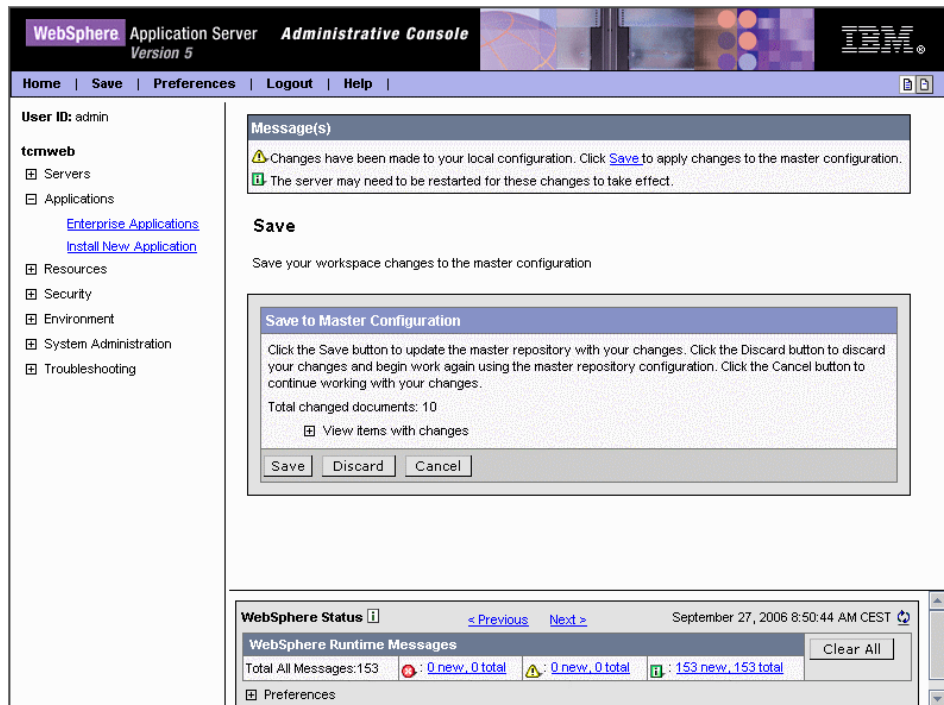 WebSphere. Application Server Administrative Console
Version 5
IBM®
Home | Save | Preferences | Logout | Help |
User ID: admin
tcmweb
Servers
Applications
Enterprise Applications
Install New Application
Resources
Security
Environment
System Administration
Troubleshooting
Message(s)
Changes have been made to your local configuration. Click Save to apply changes to the master configuration.
The server may need to be restarted for these changes to take effect.
Save
Save your workspace changes to the master configuration
Save to Master Configuration
Click the Save button to update the master repository with your changes. Click the Discard button to discard
your changes and begin work again using the master repository configuration. Click the Cancel button to
continue working with your changes.
Total changed documents: 10
View items with changes
Save Discard Cancel
WebSphere Status < Previous Next > September 27, 2006 8:50:44 AM CEST
WebSphere Runtime Messages
Clear All
Total All Messages:153 : 0 new, 0 total : 0 new, 0 total : 153 new, 153 total
Preferences